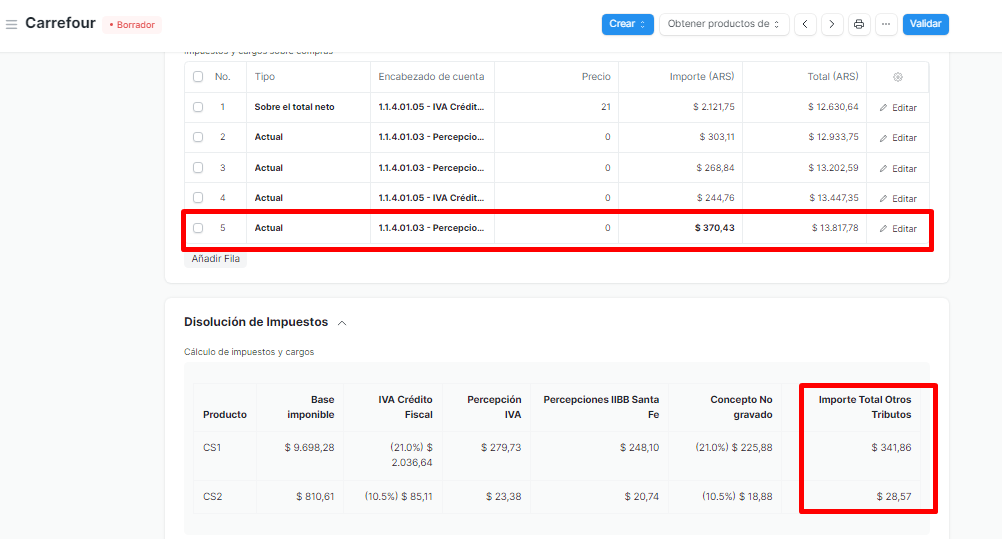 Carrefour • Borrador Crear Obtener productos de Validar
Impuestos y cargos sobre compras
No. Tipo Encabezado de cuenta Precio Importe (ARS) Total (ARS)
1 Sobre el total neto 1.1.4.01.05 - IVA Crédit... 21 $ 2.121,75 $ 12.630,64 Editar
2 Actual 1.1.4.01.03 - Percepcio... 0 $ 303,11 $ 12.933,75 Editar
3 Actual 1.1.4.01.03 - Percepcio... 0 $ 268,84 $ 13.202,59 Editar
4 Actual 1.1.4.01.05 - IVA Crédit... 0 $ 244,76 $ 13.447,35 Editar
5 Actual 1.1.4.01.03 - Percepcio... 0 $ 370,43 $ 13.817,78 Editar
Añadir Fila
Disolución de Impuestos
Cálculo de impuestos y cargos
Base IVA Crédito Percepción Percepciones IIBB Santa Concepto No Importe Total Otros
Producto imponible Fiscal IVA Fe gravado Tributos
CS1 $ 9.698,28 (21.0%) $ $ 279,73 $ 248,10 (21.0%) $ 225,88 $ 341,86
2.036,64
CS2 $ 810,61 (10.5%) $ 85,11 $ 23,38 $ 20,74 (10.5%) $ 18,88 $ 28,57